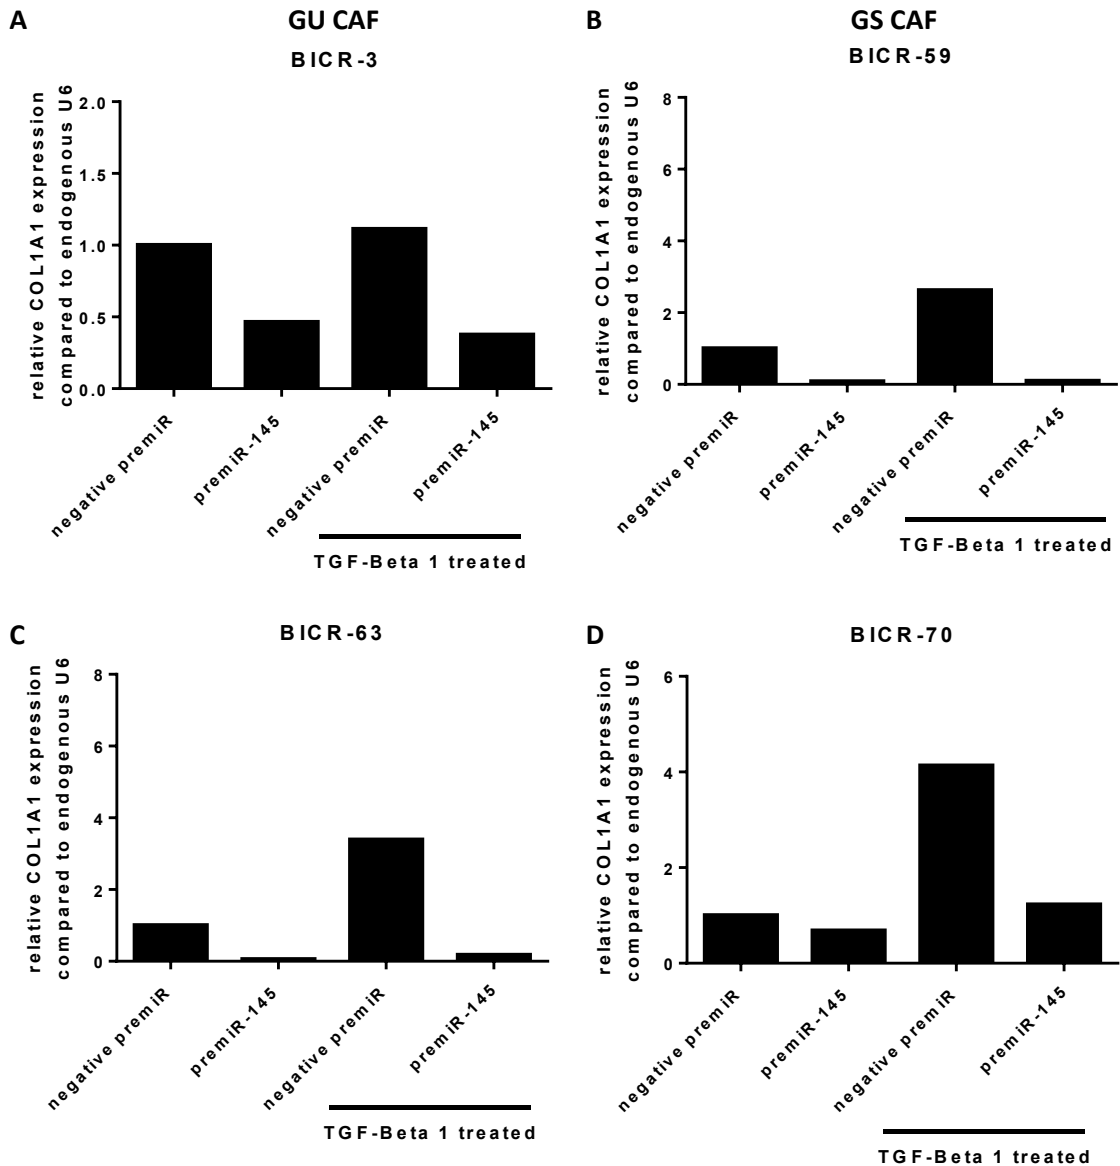 A
GU CAF
BICR-3
relative COL1A1 expression
compared to endogenous U6
2.0
1.5
1.0
0.5
0.0
negative premiR
premiR-145
negative premiR
premiR-145
TGF-Beta 1 treated
B
GS CAF
BICR-59
relative COL1A1 expression
compared to endogenous U6
8
6
4
2
0
negative premiR
premiR-145
negative premiR
premiR-145
TGF-Beta 1 treated
C
BICR-63
relative COL1A1 expression
compared to endogenous U6
8
6
4
2
0
negative premiR
premiR-145
negative premiR
premiR-145
TGF-Beta 1 treated
D
BICR-70
relative COL1A1 expression
compared to endogenous U6
6
4
2
0
negative premiR
premiR-145
negative premiR
premiR-145
TGF-Beta 1 treated